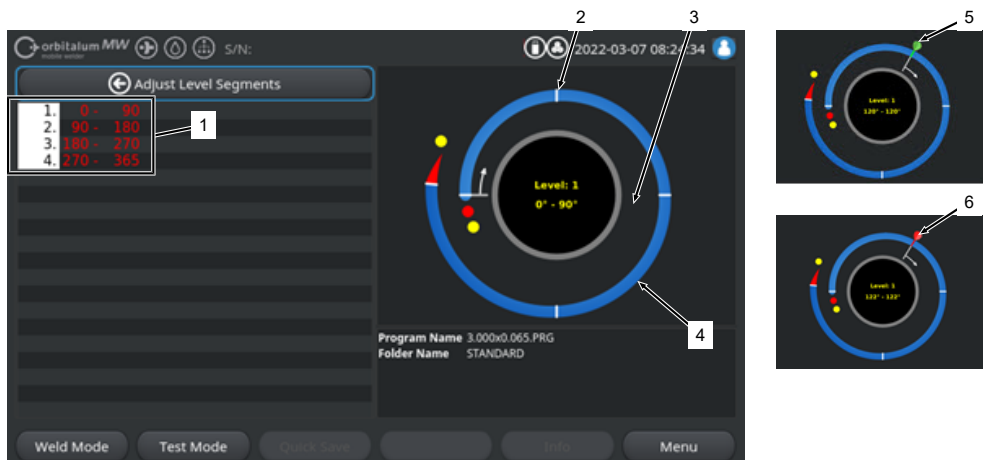 2
3
5
orbitalum MW S/N: 2022-03-07 08:24:34
mobile welder
Adjust Level Segments
1. 0 - 90
2. 90 - 180
3. 180 - 270
4. 270 - 365
1
Level: 1
0° - 90°
4
Program Name 3.000x0.065.PRG
Folder Name STANDARD
Weld Mode Test Mode Quick Save Info Menu
Level: 1
120° - 120°
6
Level: 1
122° - 122°